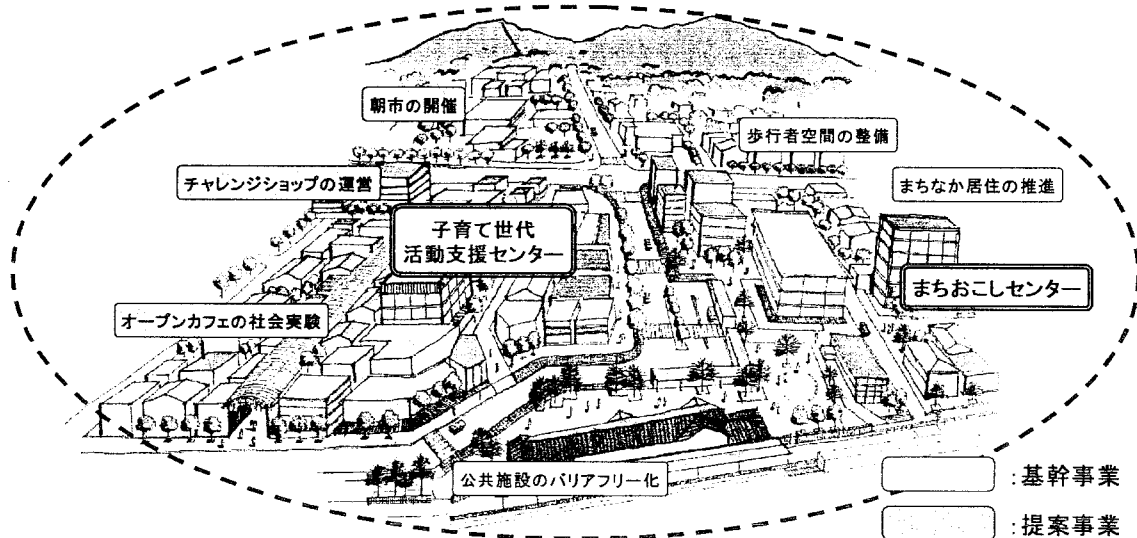 朝市の開催
歩行者空間の整備
チャレンジショップの運営
まちなか居住の推進
子育て世代
活動支援センター
まちおこしセンター
オープンカフェの社会実験
公共施設のバリアフリー化
:基幹事業
:提案事業